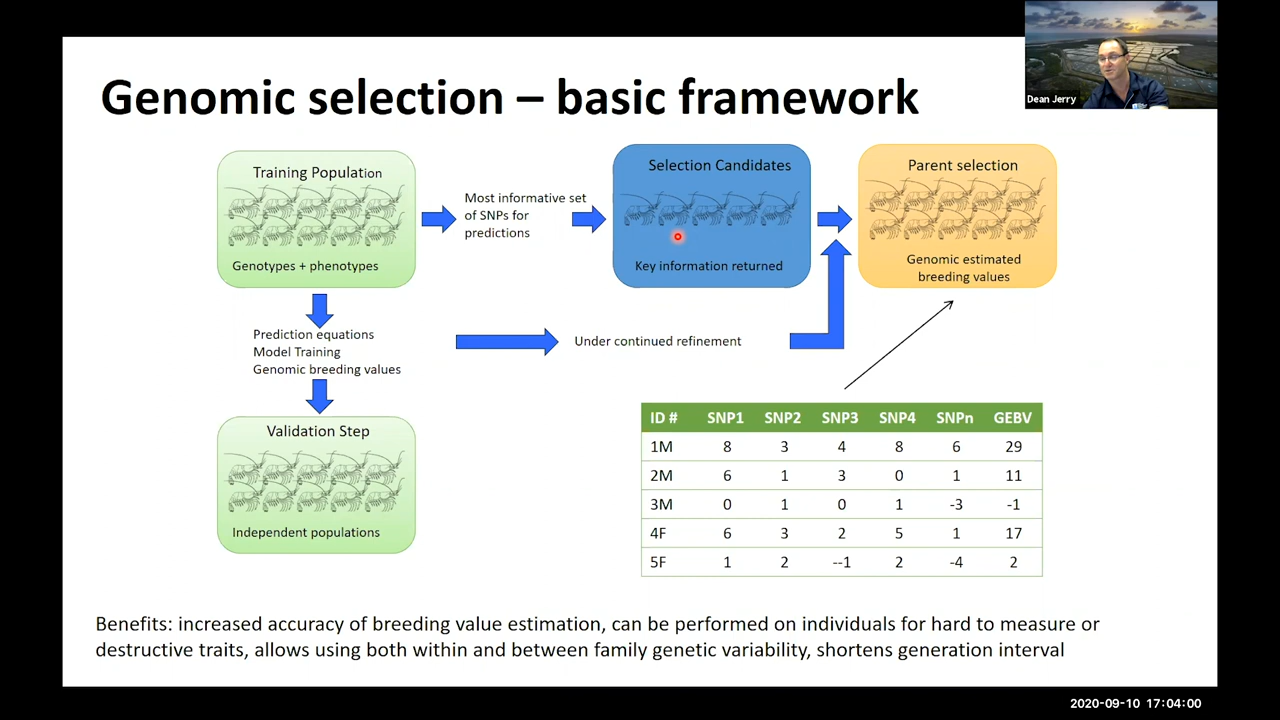 Genomic selection – basic framework
Dean Jerry
Training Population
Genotypes + phenotypes
Most informative set
of SNPs for
predictions
Selection Candidates
Key information returned
Parent selection
Genomic estimated
breeding values
Prediction equations
Model Training
Genomic breeding values
Under continued refinement
Validation Step
Independent populations
ID # SNP1 SNP2 SNP3 SNP4 SNPn GEBV
1M 8 3 4 8 6 29
2M 6 1 3 0 1 11
3M 0 1 0 1 -3 -1
4F 6 3 2 5 1 17
5F 1 2 --1 2 -4 2
Benefits: increased accuracy of breeding value estimation, can be performed on individuals for hard to measure or
destructive traits, allows using both within and between family genetic variability, shortens generation interval
2020-09-10 17:04:00